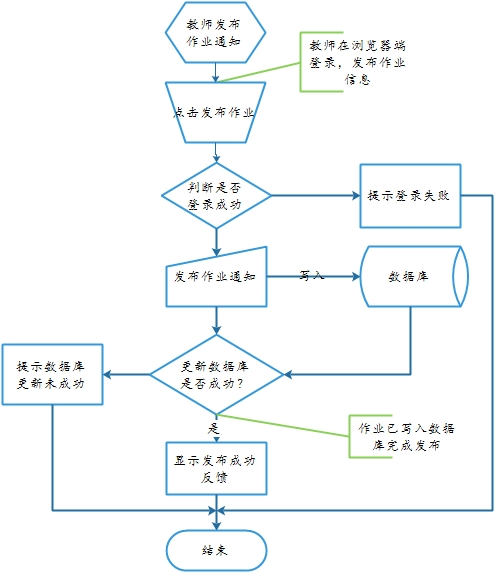 教师发布
作业通知
教师在浏览器端
登录，发布作业
信息
点击发布作业
判断是否
登录成功
提示登录失败
发布作业通知
写入
数据库
提示数据库
更新未成功
更新数据库
是否成功？
是
作业已写入数据
库完成发布
显示发布成功
反馈
结束